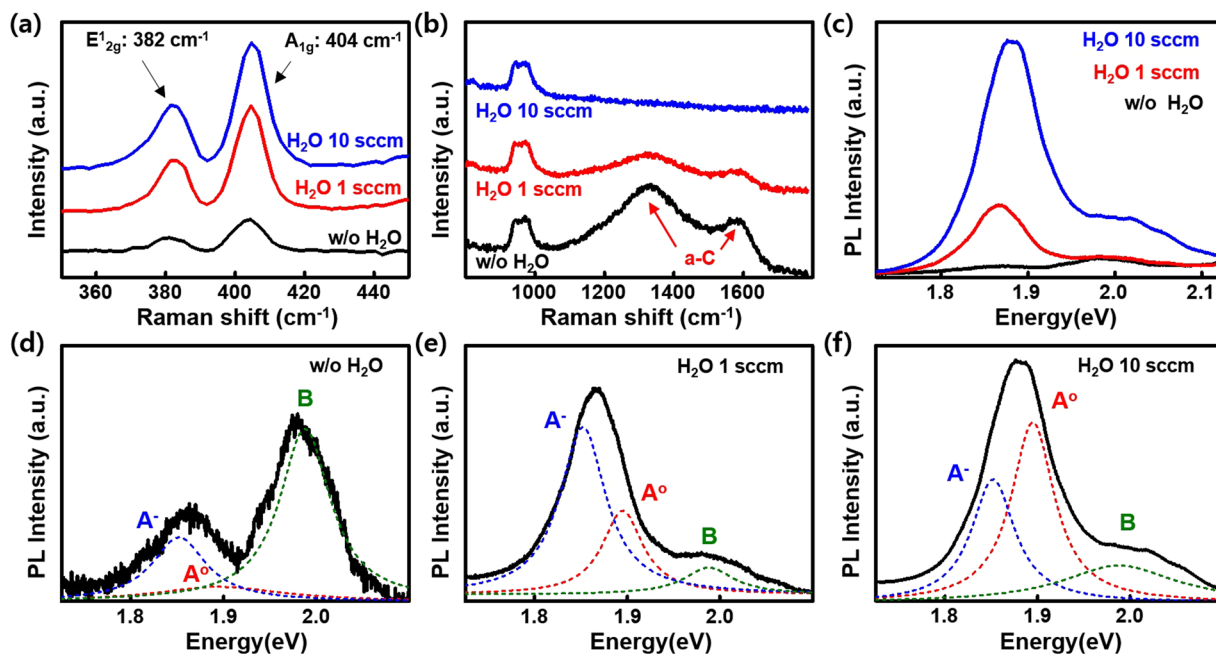 (a)
E¹₂g: 382 cm⁻¹
A₁g: 404 cm⁻¹
H₂O 10 sccm
H₂O 1 sccm
w/o H₂O
Intensity (a.u.)
360 380 400 420 440
Raman shift (cm⁻¹)
(b)
H₂O 10 sccm
H₂O 1 sccm
a-C
w/o H₂O
Intensity (a.u.)
1000 1200 1400 1600
Raman shift (cm⁻¹)
(c)
H₂O 10 sccm
H₂O 1 sccm
w/o H₂O
PL Intensity (a.u.)
1.8 1.9 2.0 2.1
Energy(eV)
(d)
w/o H₂O
B
A⁻
Aᵒ
PL Intensity (a.u.)
1.8 1.9 2.0
Energy(eV)
(e)
H₂O 1 sccm
A⁻
Aᵒ
B
PL Intensity (a.u.)
1.8 1.9 2.0
Energy(eV)
(f)
H₂O 10 sccm
Aᵒ
A⁻
B
PL Intensity (a.u.)
1.8 1.9 2.0
Energy(eV)